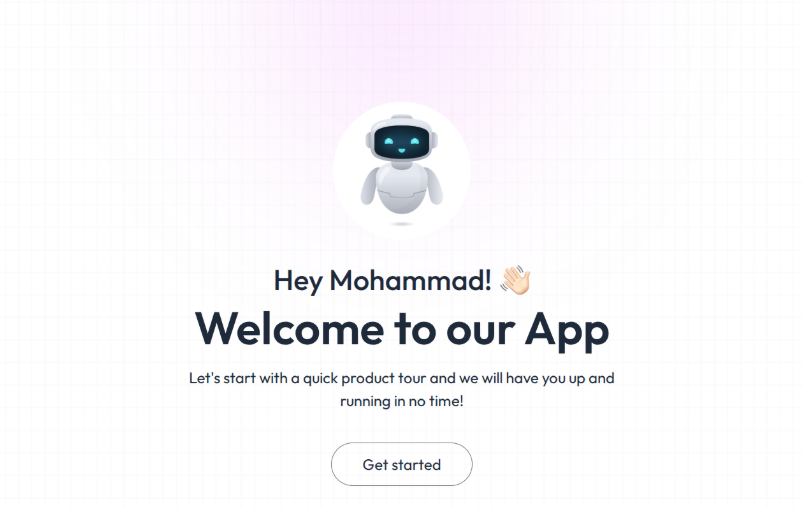 Hey Mohammad! 👋🏻
Welcome to our App
Let's start with a quick product tour and we will have you up and
running in no time!
Get started